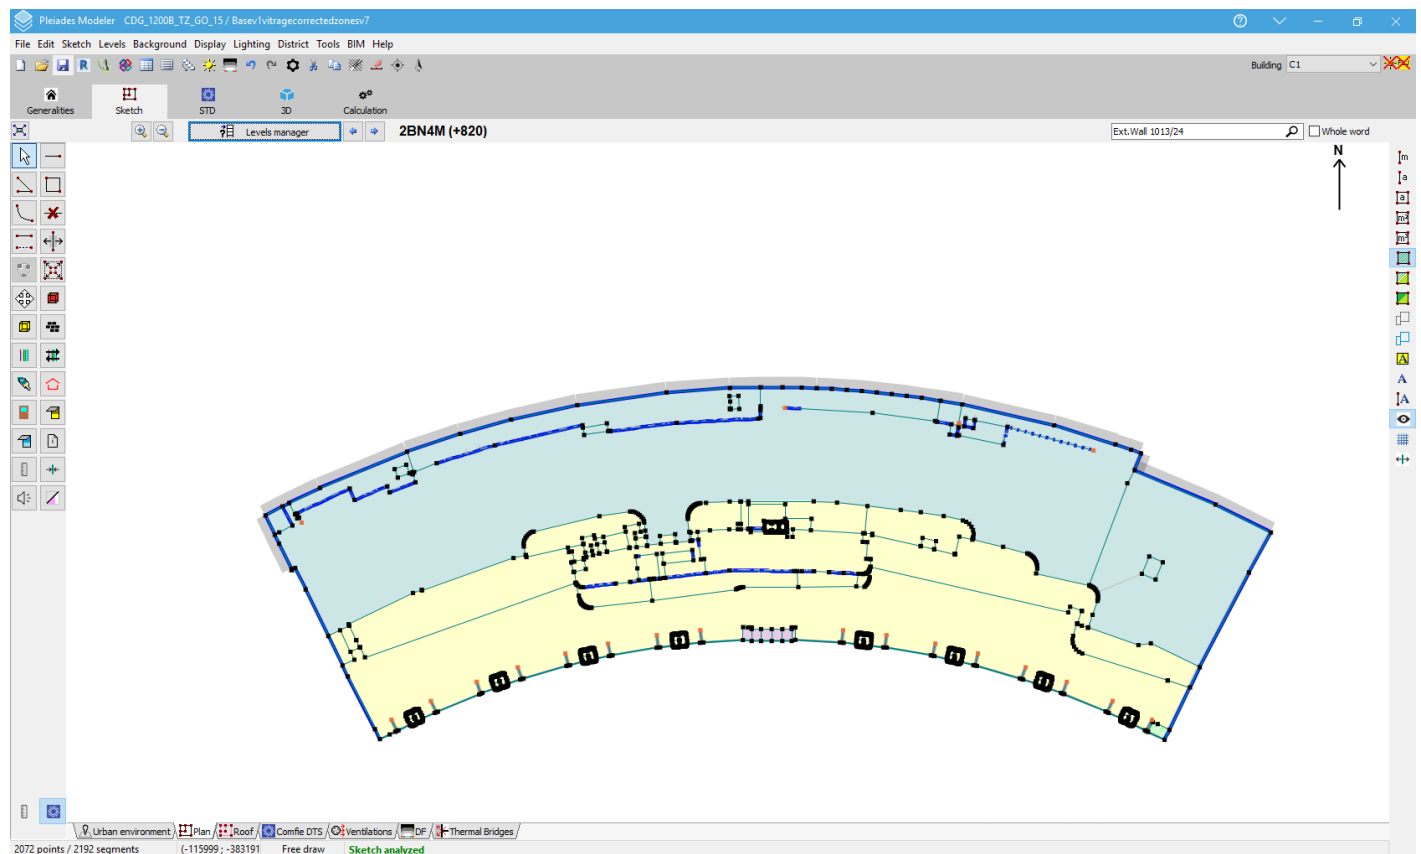 Pleiades Modeler CDG_1200B_TZ_GO_15 / Basev1vitragecorrectedzonesv7
File Edit Sketch Levels Background Display Lighting District Tools BIM Help
R
Building C1
Generalities Sketch STD 3D Calculation
Levels manager 2BN4M (+820) Ext.Wall 1013/24 Whole word
N
m
a
a
m²
m³
A
A
A
Urban environment Plan Roof Comfie DTS Ventilations DF Thermal Bridges
2072 points / 2192 segments (-115999 ; -383191 Free draw Sketch analyzed